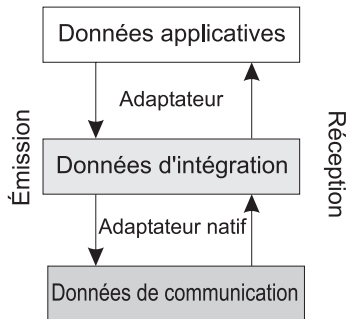 Données applicatives
Adaptateur
Émission
Données d'intégration
Réception
Adaptateur natif
Données de communication